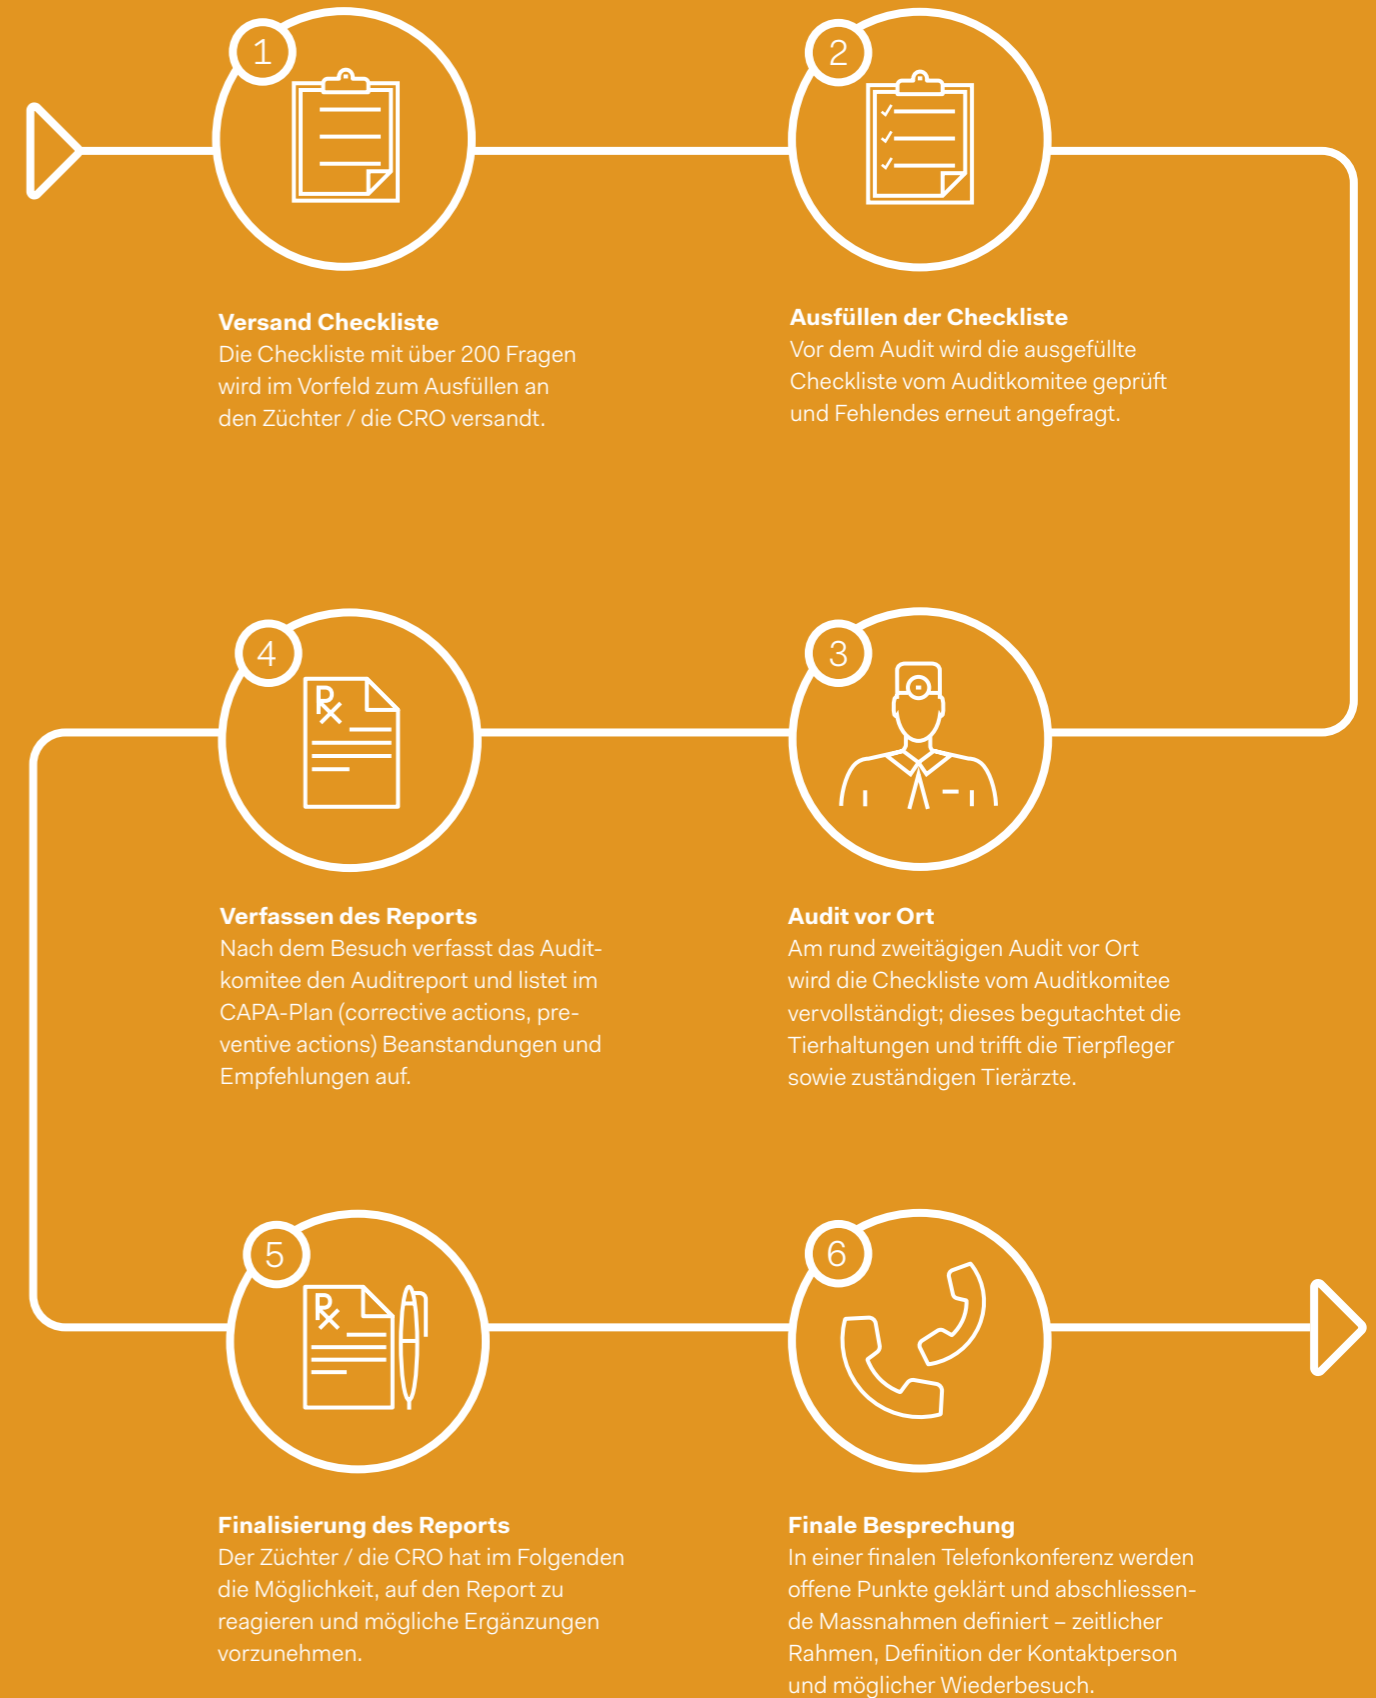 1
Versand Checkliste
Die Checkliste mit über 200 Fragen
wird im Vorfeld zum Ausfüllen an
den Züchter / die CRO versandt.
2
Ausfüllen der Checkliste
Vor dem Audit wird die ausgefüllte
Checkliste vom Auditkomitee geprüft
und Fehlendes erneut angefragt.
3
Audit vor Ort
Am rund zweitägigen Audit vor Ort
wird die Checkliste vom Auditkomitee
vervollständigt; dieses begutachtet die
Tierhaltungen und trifft die Tierpfleger
sowie zuständigen Tierärzte.
4
℞
Verfassen des Reports
Nach dem Besuch verfasst das Audit-
komitee den Auditreport und listet im
CAPA-Plan (corrective actions, pre-
ventive actions) Beanstandungen und
Empfehlungen auf.
5
℞
Finalisierung des Reports
Der Züchter / die CRO hat im Folgenden
die Möglichkeit, auf den Report zu
reagieren und mögliche Ergänzungen
vorzunehmen.
6
Finale Besprechung
In einer finalen Telefonkonferenz werden
offene Punkte geklärt und abschliessen-
de Massnahmen definiert – zeitlicher
Rahmen, Definition der Kontaktperson
und möglicher Wiederbesuch.